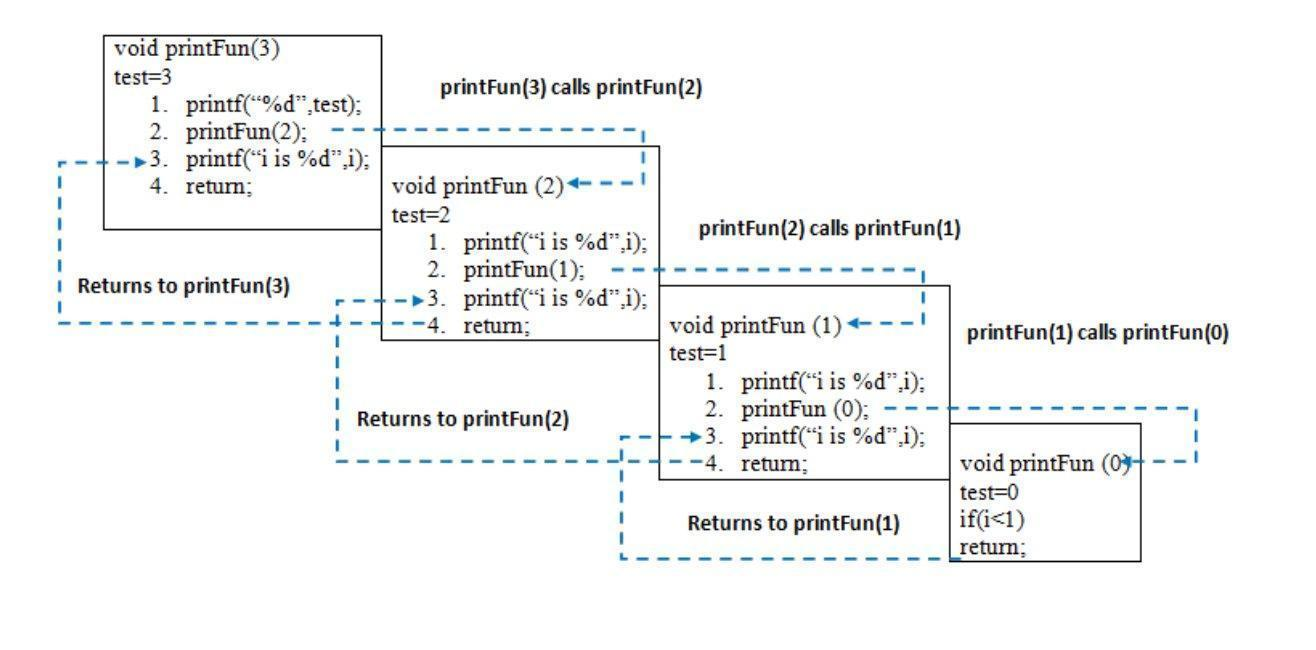 void printFun(3)
test=3
1. printf(“%d”,test);
2. printFun(2);
3. printf(“i is %d”,i);
4. return;
printFun(3) calls printFun(2)
void printFun (2)
test=2
1. printf(“i is %d”,i);
2. printFun(1);
3. printf(“i is %d”,i);
4. return;
Returns to printFun(3)
printFun(2) calls printFun(1)
void printFun (1)
test=1
1. printf(“i is %d”,i);
2. printFun (0);
3. printf(“i is %d”,i);
4. return;
Returns to printFun(2)
printFun(1) calls printFun(0)
void printFun (0)
test=0
if(i<1)
return;
Returns to printFun(1)